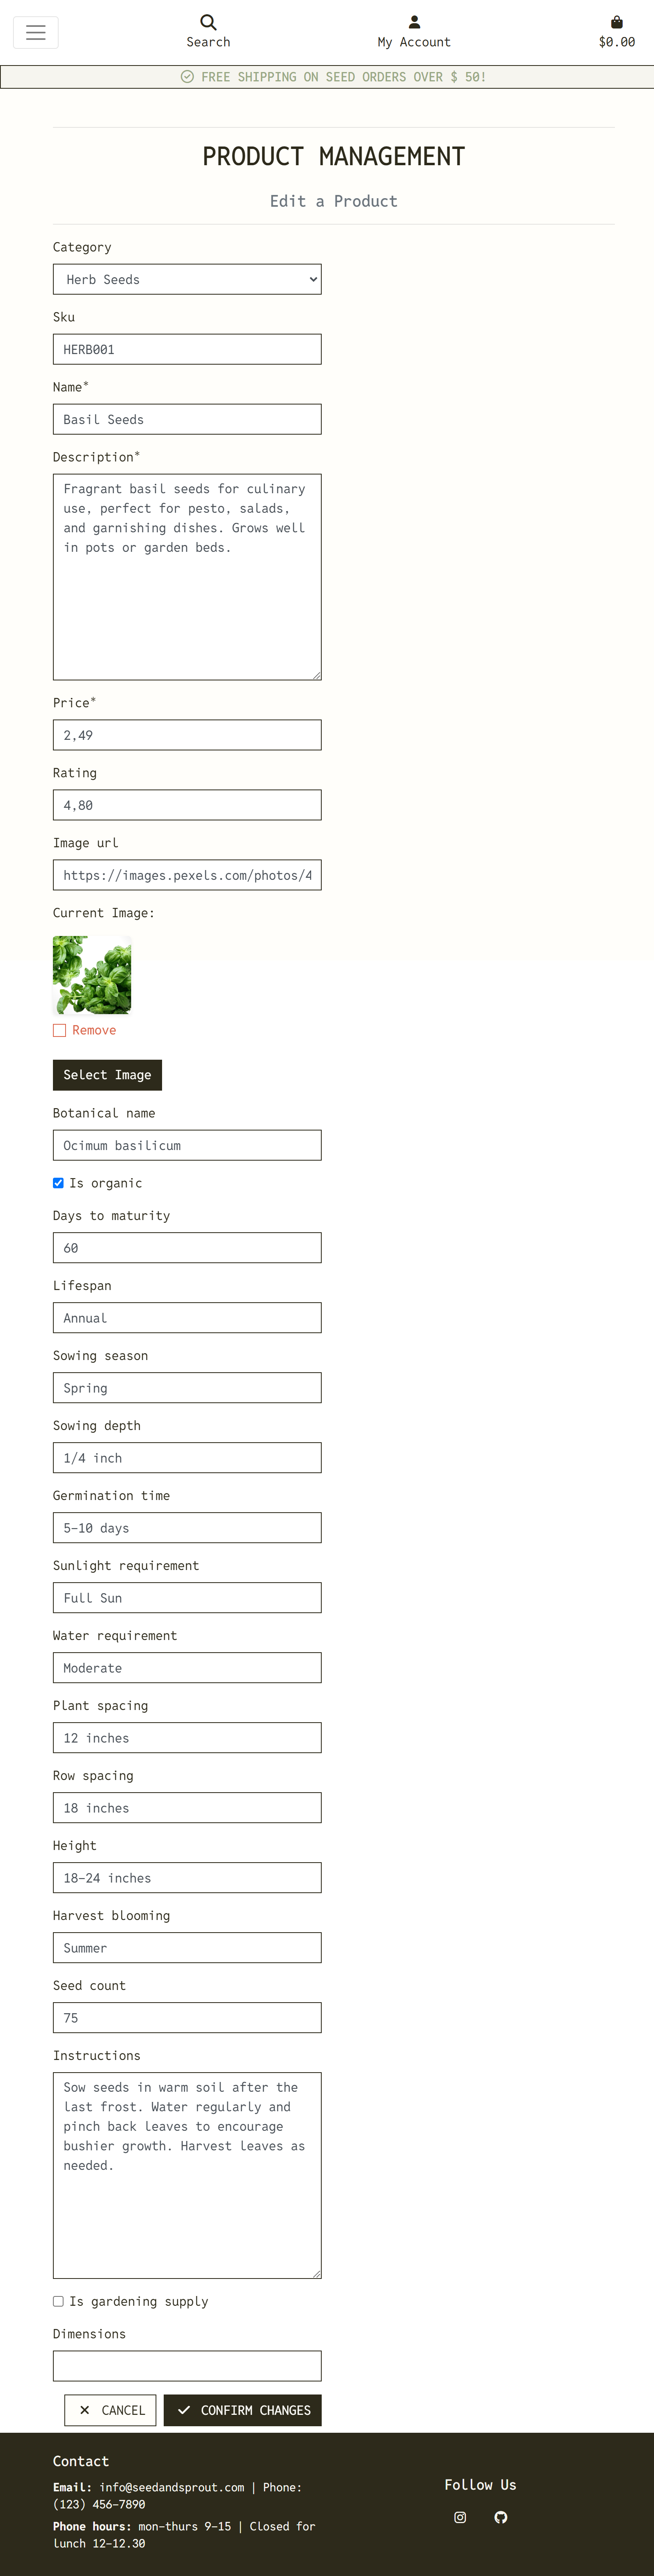 Search
My Account
$0.00
FREE SHIPPING ON SEED ORDERS OVER $ 50!
PRODUCT MANAGEMENT
Edit a Product
Category
Herb Seeds
Sku
HERB001
Name*
Basil Seeds
Description*
Fragrant basil seeds for culinary
use, perfect for pesto, salads,
and garnishing dishes. Grows well
in pots or garden beds.
Price*
2,49
Rating
4,80
Image url
https://images.pexels.com/photos/4
Current Image:
Remove
Select Image
Botanical name
Ocimum basilicum
Is organic
Days to maturity
60
Lifespan
Annual
Sowing season
Spring
Sowing depth
1/4 inch
Germination time
5-10 days
Sunlight requirement
Full Sun
Water requirement
Moderate
Plant spacing
12 inches
Row spacing
18 inches
Height
18-24 inches
Harvest blooming
Summer
Seed count
75
Instructions
Sow seeds in warm soil after the
last frost. Water regularly and
pinch back leaves to encourage
bushier growth. Harvest leaves as
needed.
Is gardening supply
Dimensions
CANCEL
CONFIRM CHANGES
Contact
Email: info@seedandsprout.com | Phone:
(123) 456-7890
Phone hours: mon-thurs 9-15 | Closed for
lunch 12-12.30
Follow Us